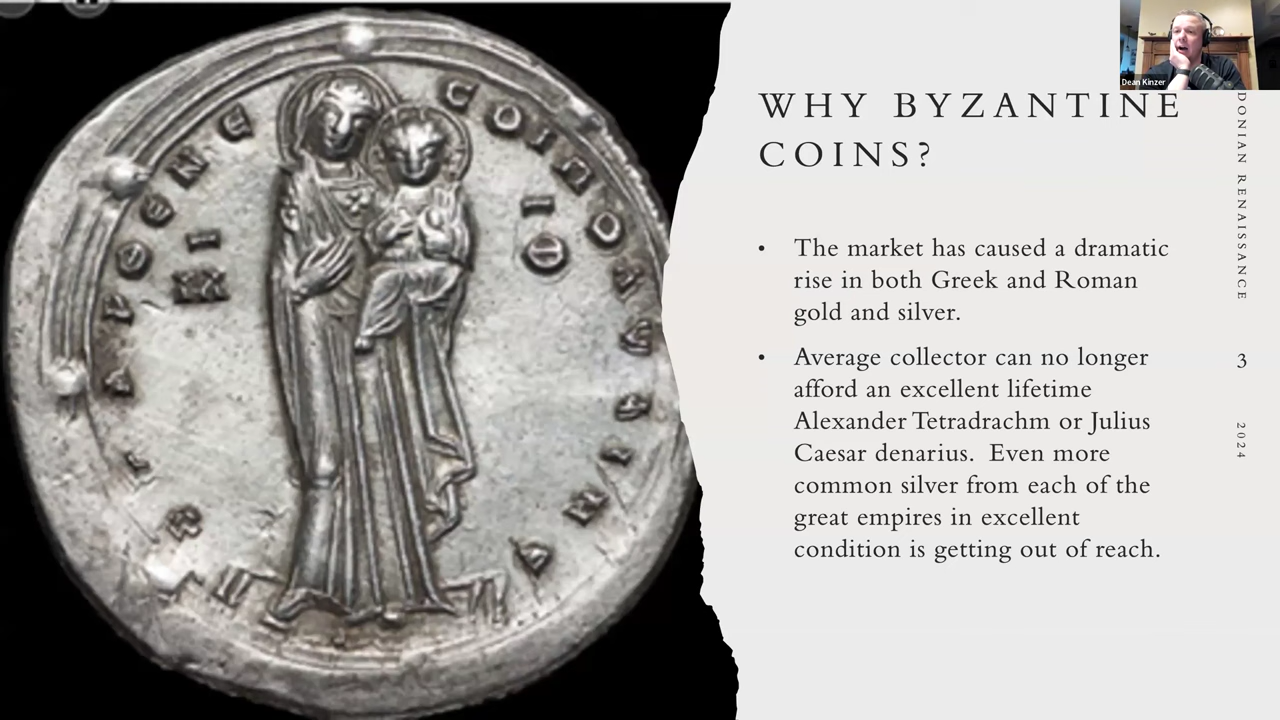 WHY BYZANTINE
COINS?
• The market has caused a dramatic
rise in both Greek and Roman
gold and silver.
• Average collector can no longer
afford an excellent lifetime
Alexander Tetradrachm or Julius
Caesar denarius. Even more
common silver from each of the
great empires in excellent
condition is getting out of reach.
Dean Kinzer
DONIAN RENAISSANCE
3
2024